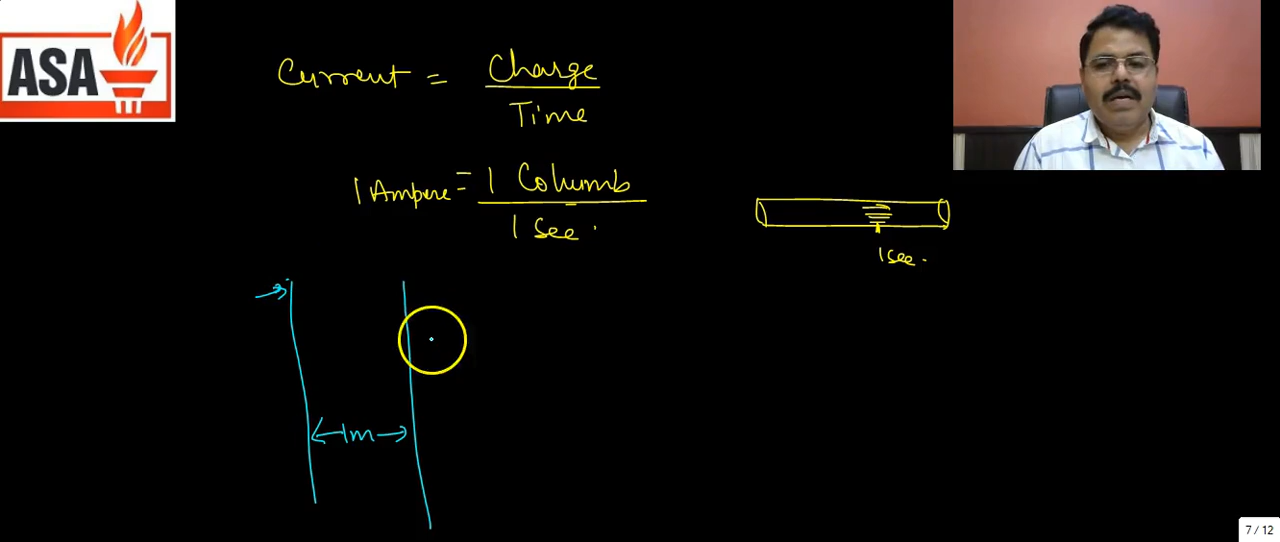 ASA
Current = Charge
Time
1 Ampere = 1 Columb
1 Sec.
1 sec.
1m
7 / 12